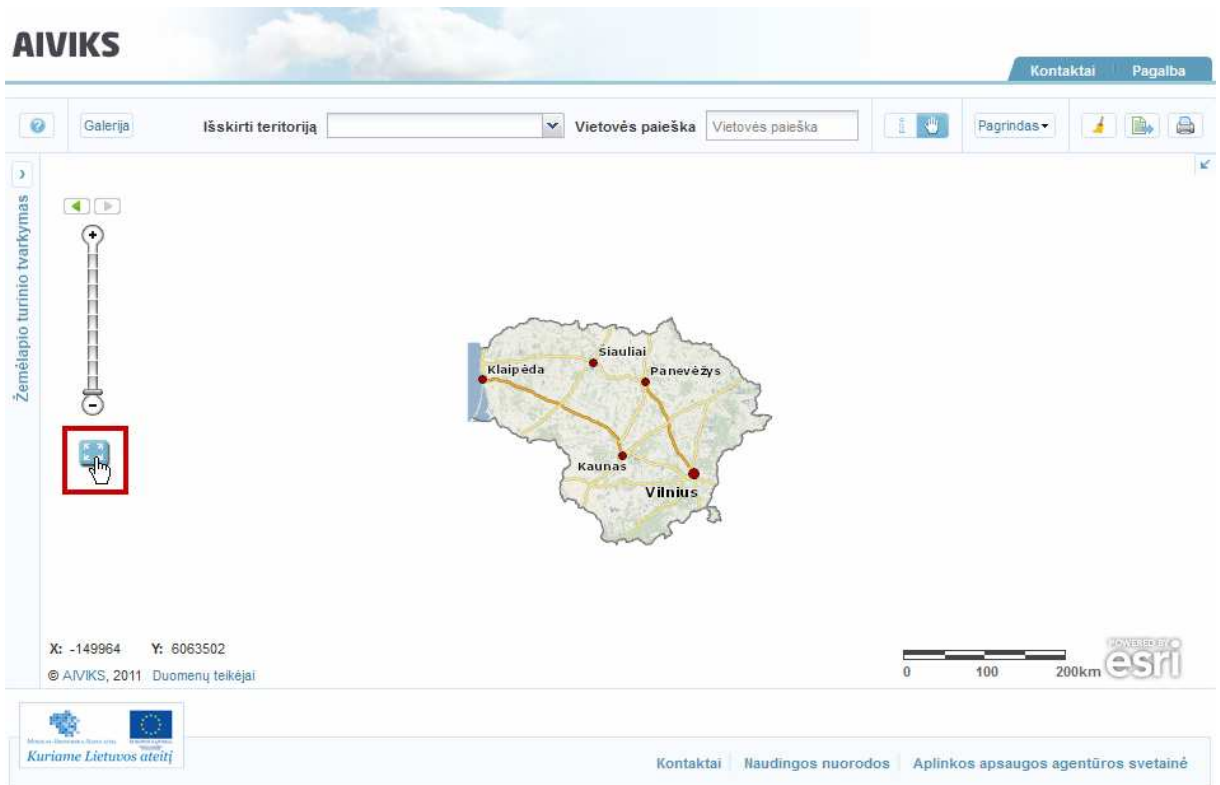 AIVIKS
Kontaktai Pagalba
Galerija Išskirti teritoriją Vietovės paieška Vietovės paieška Pagrindas
Žemėlapio turinio tvarkymas
Šiauliai
Klaipėda
Panevėžys
Kaunas
Vilnius
X: -149964 Y: 6063502
© AIVIKS, 2011 Duomenų teikėjai
0 100 200km
POWERED BY
esri
Kuriame Lietuvos ateitį
Kontaktai Naudingos nuorodos Aplinkos apsaugos agentūros svetainė